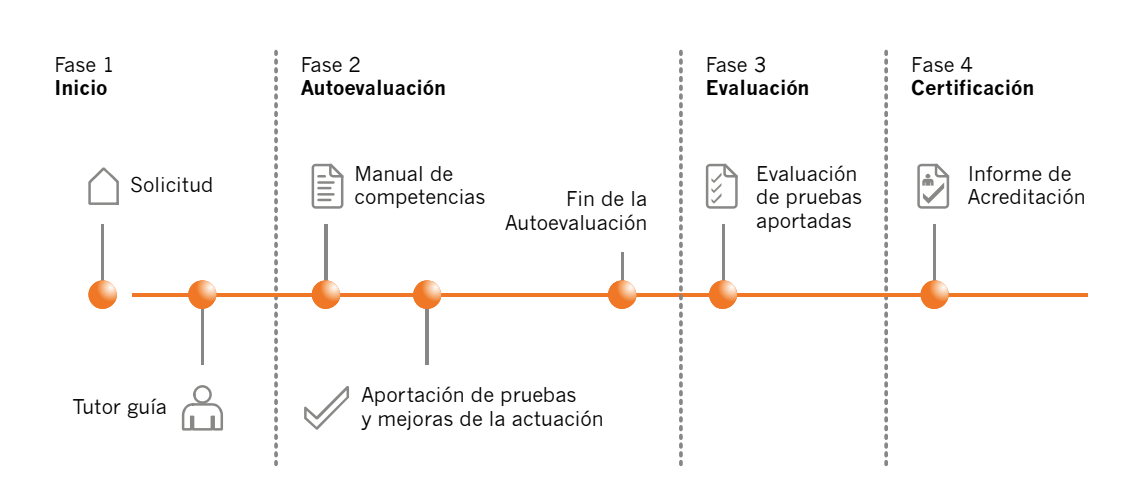 Fase 1
Inicio
Solicitud
Tutor guía
Fase 2
Autoevaluación
Manual de
competencias
Fin de la
Autoevaluación
Aportación de pruebas
y mejoras de la actuación
Fase 3
Evaluación
Evaluación
de pruebas
aportadas
Fase 4
Certificación
Informe de
Acreditación